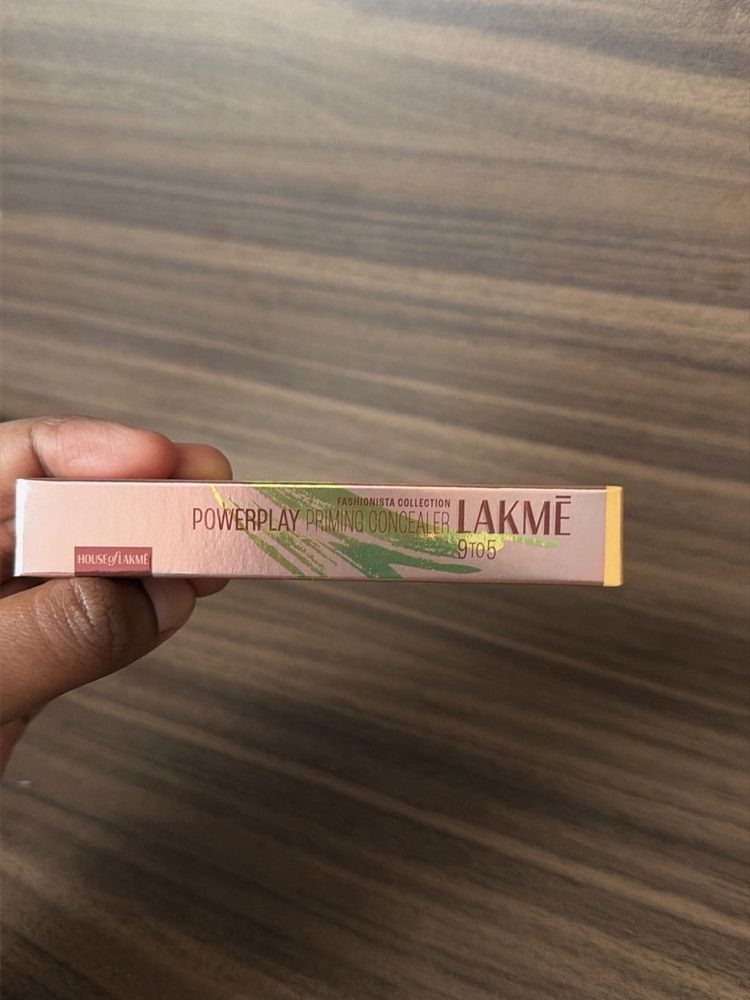 FASHIONISTA COLLECTION
POWERPLAY PRIMING CONCEALER
LAKMĒ
9TO5
HOUSE of LAKMĒ